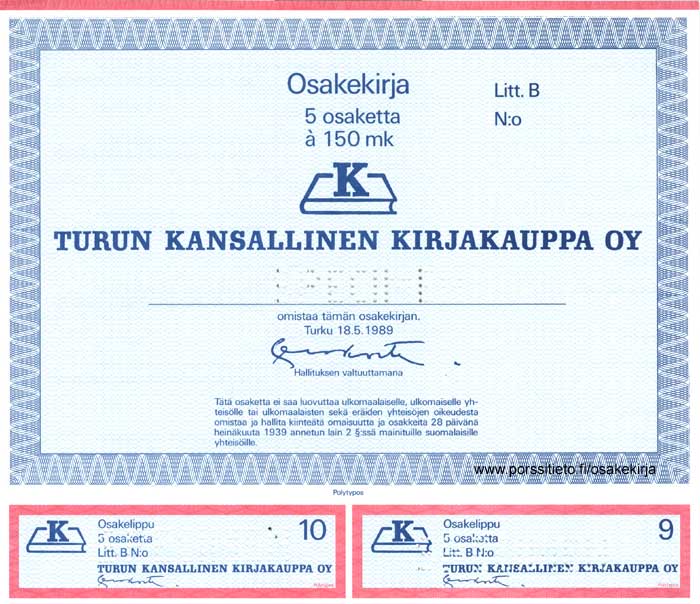 Osakekirja
Litt. B
5 osaketta
N:o
à 150 mk
K
TURUN KANSALLINEN KIRJAKAUPPA OY
omistaa tämän osakekirjan.
Turku 18.5.1989
Hallituksen valtuuttamana
Tätä osaketta ei saa luovuttaa ulkomaalaiselle, ulkomaiselle yh-
teisölle tai ulkomaalaisten sekä eräiden yhteisöjen oikeudesta
omistaa ja hallita kiinteätä omaisuutta ja osakkeita 28 päivänä
heinäkuuta 1939 annetun lain 2 §:ssä mainituille suomalaisille
yhteisöille.
www.porssitieto.fi/osakekirja
Polytypos
K
Osakelippu
10
5 osaketta
Litt. B N:o
TURUN KANSALLINEN KIRJAKAUPPA OY
Polytypos
K
Osakelippu
9
5 osaketta
Litt. B N:o
TURUN KANSALLINEN KIRJAKAUPPA OY
Polytypos